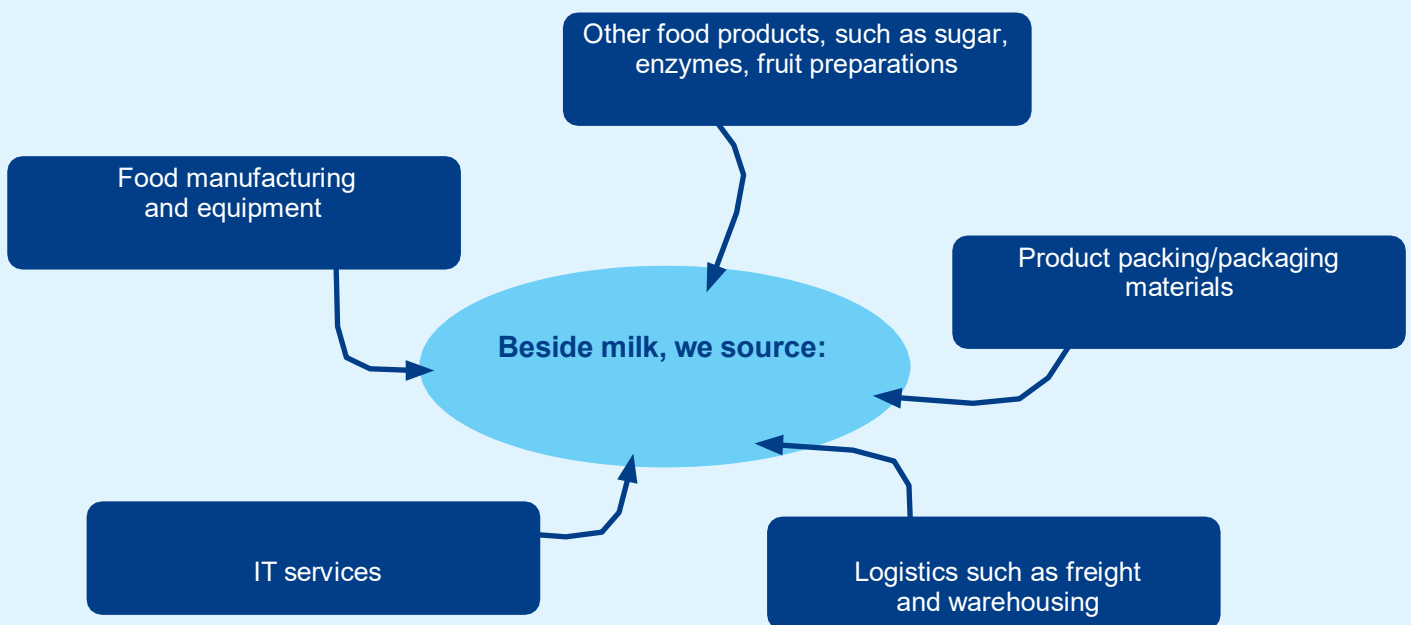 Other food products, such as sugar,
enzymes, fruit preparations
Food manufacturing
and equipment
Product packing/packaging
materials
Beside milk, we source:
IT services
Logistics such as freight
and warehousing